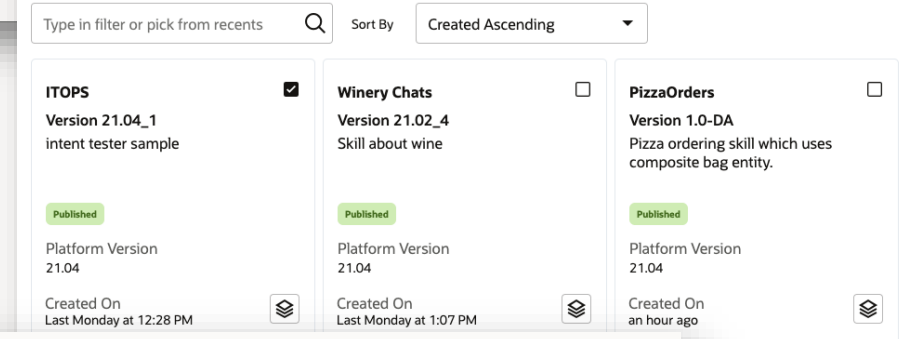 Type in filter or pick from recents
Sort By
Created Ascending
ITOPS
Version 21.04_1
intent tester sample
Published
Platform Version
21.04
Created On
Last Monday at 12:28 PM
Winery Chats
Version 21.02_4
Skill about wine
Published
Platform Version
21.04
Created On
Last Monday at 1:07 PM
PizzaOrders
Version 1.0-DA
Pizza ordering skill which uses
composite bag entity.
Published
Platform Version
21.04
Created On
an hour ago